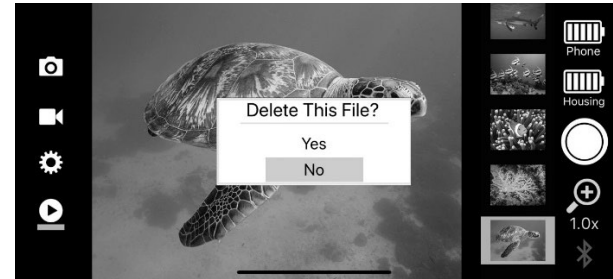 Delete This File?
Yes
No
Phone
Housing
1.0x